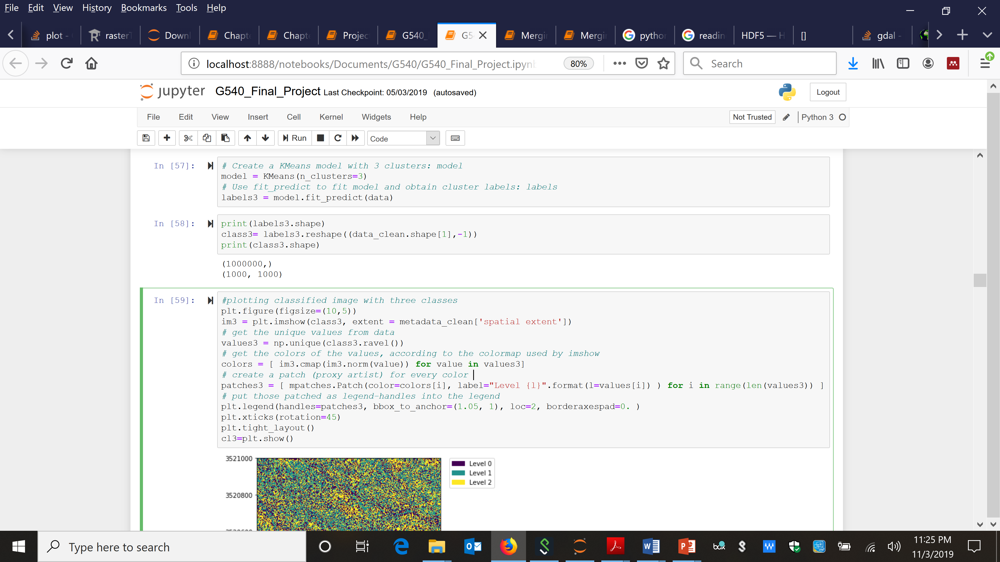 File Edit View History Bookmarks Tools Help
plot - rasterT Downl Chapte Chapte Projec G540_ G5 Mergin Mergin python readin HDF5 — H [] gdal -
localhost:8888/notebooks/Documents/G540/G540_Final_Project.ipynb 80% Search
jupyter G540_Final_Project Last Checkpoint: 05/03/2019 (autosaved) Logout
File Edit View Insert Cell Kernel Widgets Help Not Trusted Python 3
Run Code
In [57]: # Create a KMeans model with 3 clusters: model
model = KMeans(n_clusters=3)
# Use fit_predict to fit model and obtain cluster labels: labels
labels3 = model.fit_predict(data)
In [58]: print(labels3.shape)
class3= labels3.reshape((data_clean.shape[1],-1))
print(class3.shape)
(1000000,)
(1000, 1000)
In [59]: #plotting classified image with three classes
plt.figure(figsize=(10,5))
im3 = plt.imshow(class3, extent = metadata_clean['spatial extent'])
# get the unique values from data
values3 = np.unique(class3.ravel())
# get the colors of the values, according to the colormap used by imshow
colors = [ im3.cmap(im3.norm(value)) for value in values3]
# create a patch (proxy artist) for every color
patches3 = [ mpatches.Patch(color=colors[i], label="Level {l}".format(l=values[i]) ) for i in range(len(values3)) ]
# put those patched as legend-handles into the legend
plt.legend(handles=patches3, bbox_to_anchor=(1.05, 1), loc=2, borderaxespad=0. )
plt.xticks(rotation=45)
plt.tight_layout()
cl3=plt.show()
3521000
Level 0
Level 1
Level 2
3520800
Type here to search
box
11:25 PM
11/3/2019